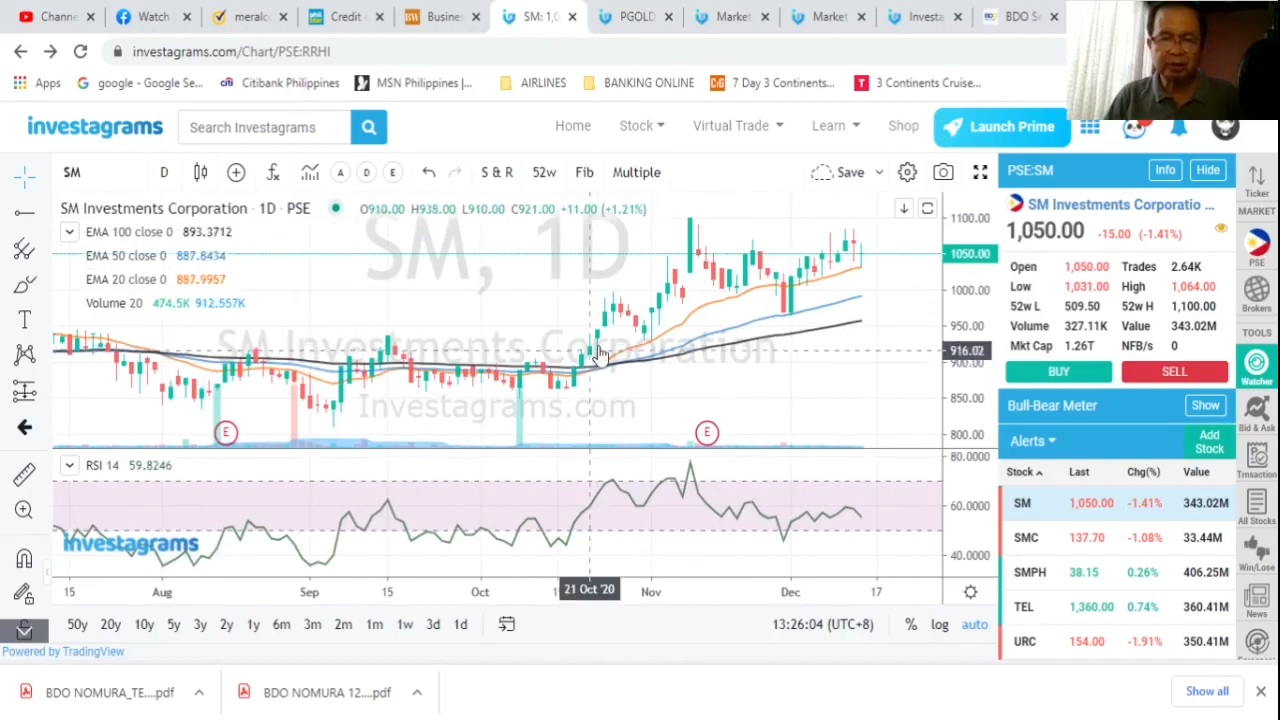 Channe Watch meralco Credit c Busines SM: 1,0 PGOLD Market Market Investa BDO Se
investagrams.com/Chart/PSE:RRHI
Apps google - Google Se... Citibank Philippines MSN Philippines |... AIRLINES BANKING ONLINE 7 Day 3 Continents... 3 Continents Cruise...
investagrams Search Investagrams Home Stock Virtual Trade Learn Shop Launch Prime
SM D A D E S & R 52w Fib Multiple Save
PSE:SM Info Hide
SM Investments Corporation · 1D · PSE O910.00 H938.00 L910.00 C921.00 +11.00 (+1.21%)
EMA 100 close 0 893.3712
EMA 50 close 0 887.8434
EMA 20 close 0 887.9957
Volume 20 474.5K 912.557K
SM, 1D
SM Investments Corporation
Investagrams.com
E E
1100.00
1050.00
1000.00
950.00
916.02
900.00
850.00
800.00
RSI 14 59.8246
investagrams
80.0000
60.0000
40.0000
15 Aug Sep 15 Oct 21 Oct '20 Nov Dec 17
50y 20y 10y 5y 3y 2y 1y 6m 3m 2m 1m 1w 3d 1d 13:26:04 (UTC+8) % log auto
Powered by TradingView
SM Investments Corporatio ...
1,050.00 -15.00 (-1.41%)
Open 1,050.00 Trades 2.64K
Low 1,031.00 High 1,064.00
52w L 509.50 52w H 1,100.00
Volume 327.11K Value 343.02M
Mkt Cap 1.26T NFB/s 0
BUY SELL
Bull-Bear Meter Show
Alerts Add Stock
Stock Last Chg(%) Value
SM 1,050.00 -1.41% 343.02M
SMC 137.70 -1.08% 33.44M
SMPH 38.15 0.26% 406.25M
TEL 1,360.00 0.74% 360.41M
URC 154.00 -1.91% 350.41M
Ticker
MARKET
PSE
Brokers
TOOLS
Watcher
Bid & Ask
Trnsaction
All Stocks
Win/Lose
News
BDO NOMURA_TE....pdf BDO NOMURA 12....pdf Show all